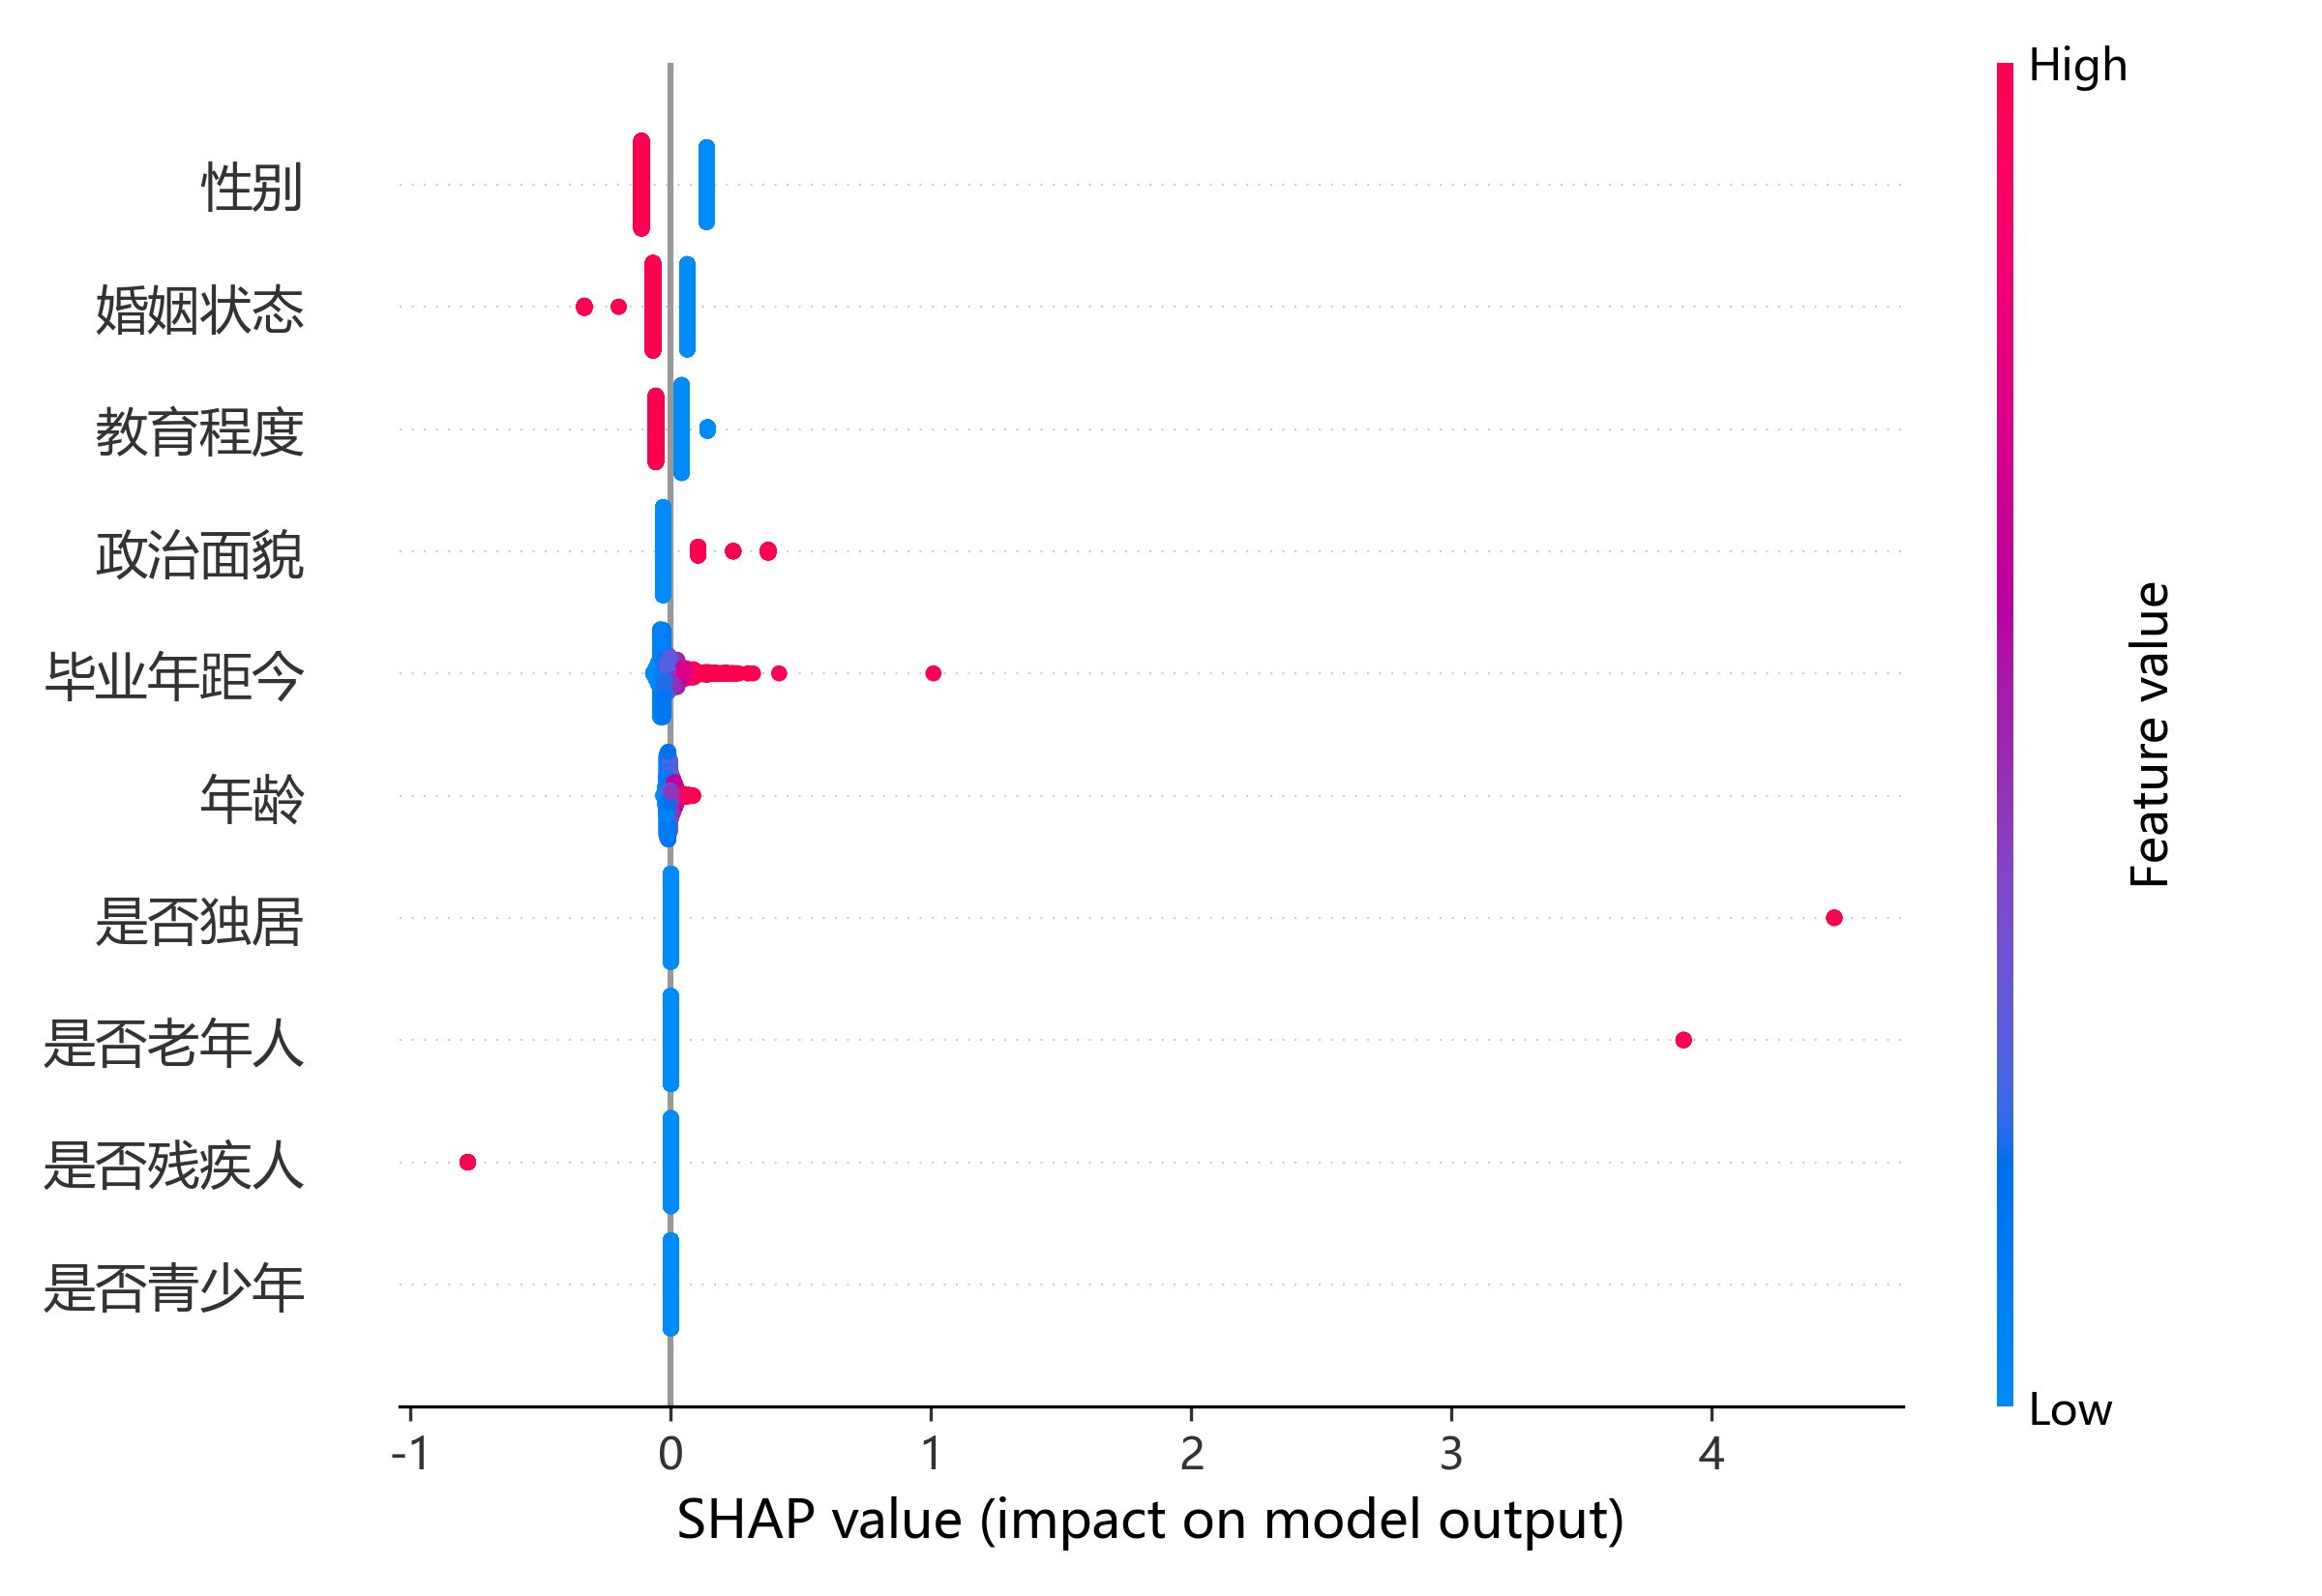 High
性别
婚姻状态
教育程度
政治面貌
毕业年距今
年龄
是否独居
是否老年人
是否残疾人
是否青少年
Feature value
Low
-1 0 1 2 3 4
SHAP value (impact on model output)